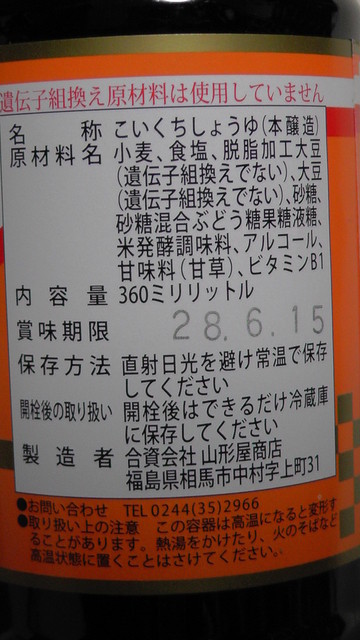 遺伝子組換え原材料は使用していません
名称 こいくちしょうゆ(本醸造)
原材料名 小麦、食塩、脱脂加工大豆
(遺伝子組換えでない)、大豆
(遺伝子組換えでない)、砂糖、
砂糖混合ぶどう糖果糖液糖、
米発酵調味料、アルコール、
甘味料(甘草)、ビタミンB1
内容量 360ミリリットル
賞味期限 28.6.15
保存方法 直射日光を避け常温で保存
してください
開栓後の取り扱い 開栓後はできるだけ冷蔵庫
に保存してください
製造者 合資会社 山形屋商店
福島県相馬市中村字上町31
●お問い合わせ TEL0244(35)2966
●取り扱い上の注意 この容器は高温になると変形す
ることがあります。熱湯をかけたり、火のそばなど
高温状態に置くことはさけてください。